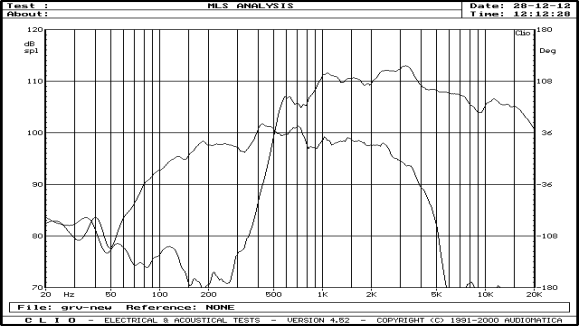 Test : MLS ANALYSIS Date: 28-12-12
About: Time: 12:12:28
120 Clio 180
dB Deg
spl
110 108
100 36
90 -36
80 -108
70 -180
20 Hz 50 100 200 500 1K 2K 5K 10K 20K
File: grv-new Reference: NONE
CLIO - ELECTRICAL & ACOUSTICAL TESTS - VERSION 4.52 - COPYRIGHT (C) 1991-2000 AUDIOMATICA